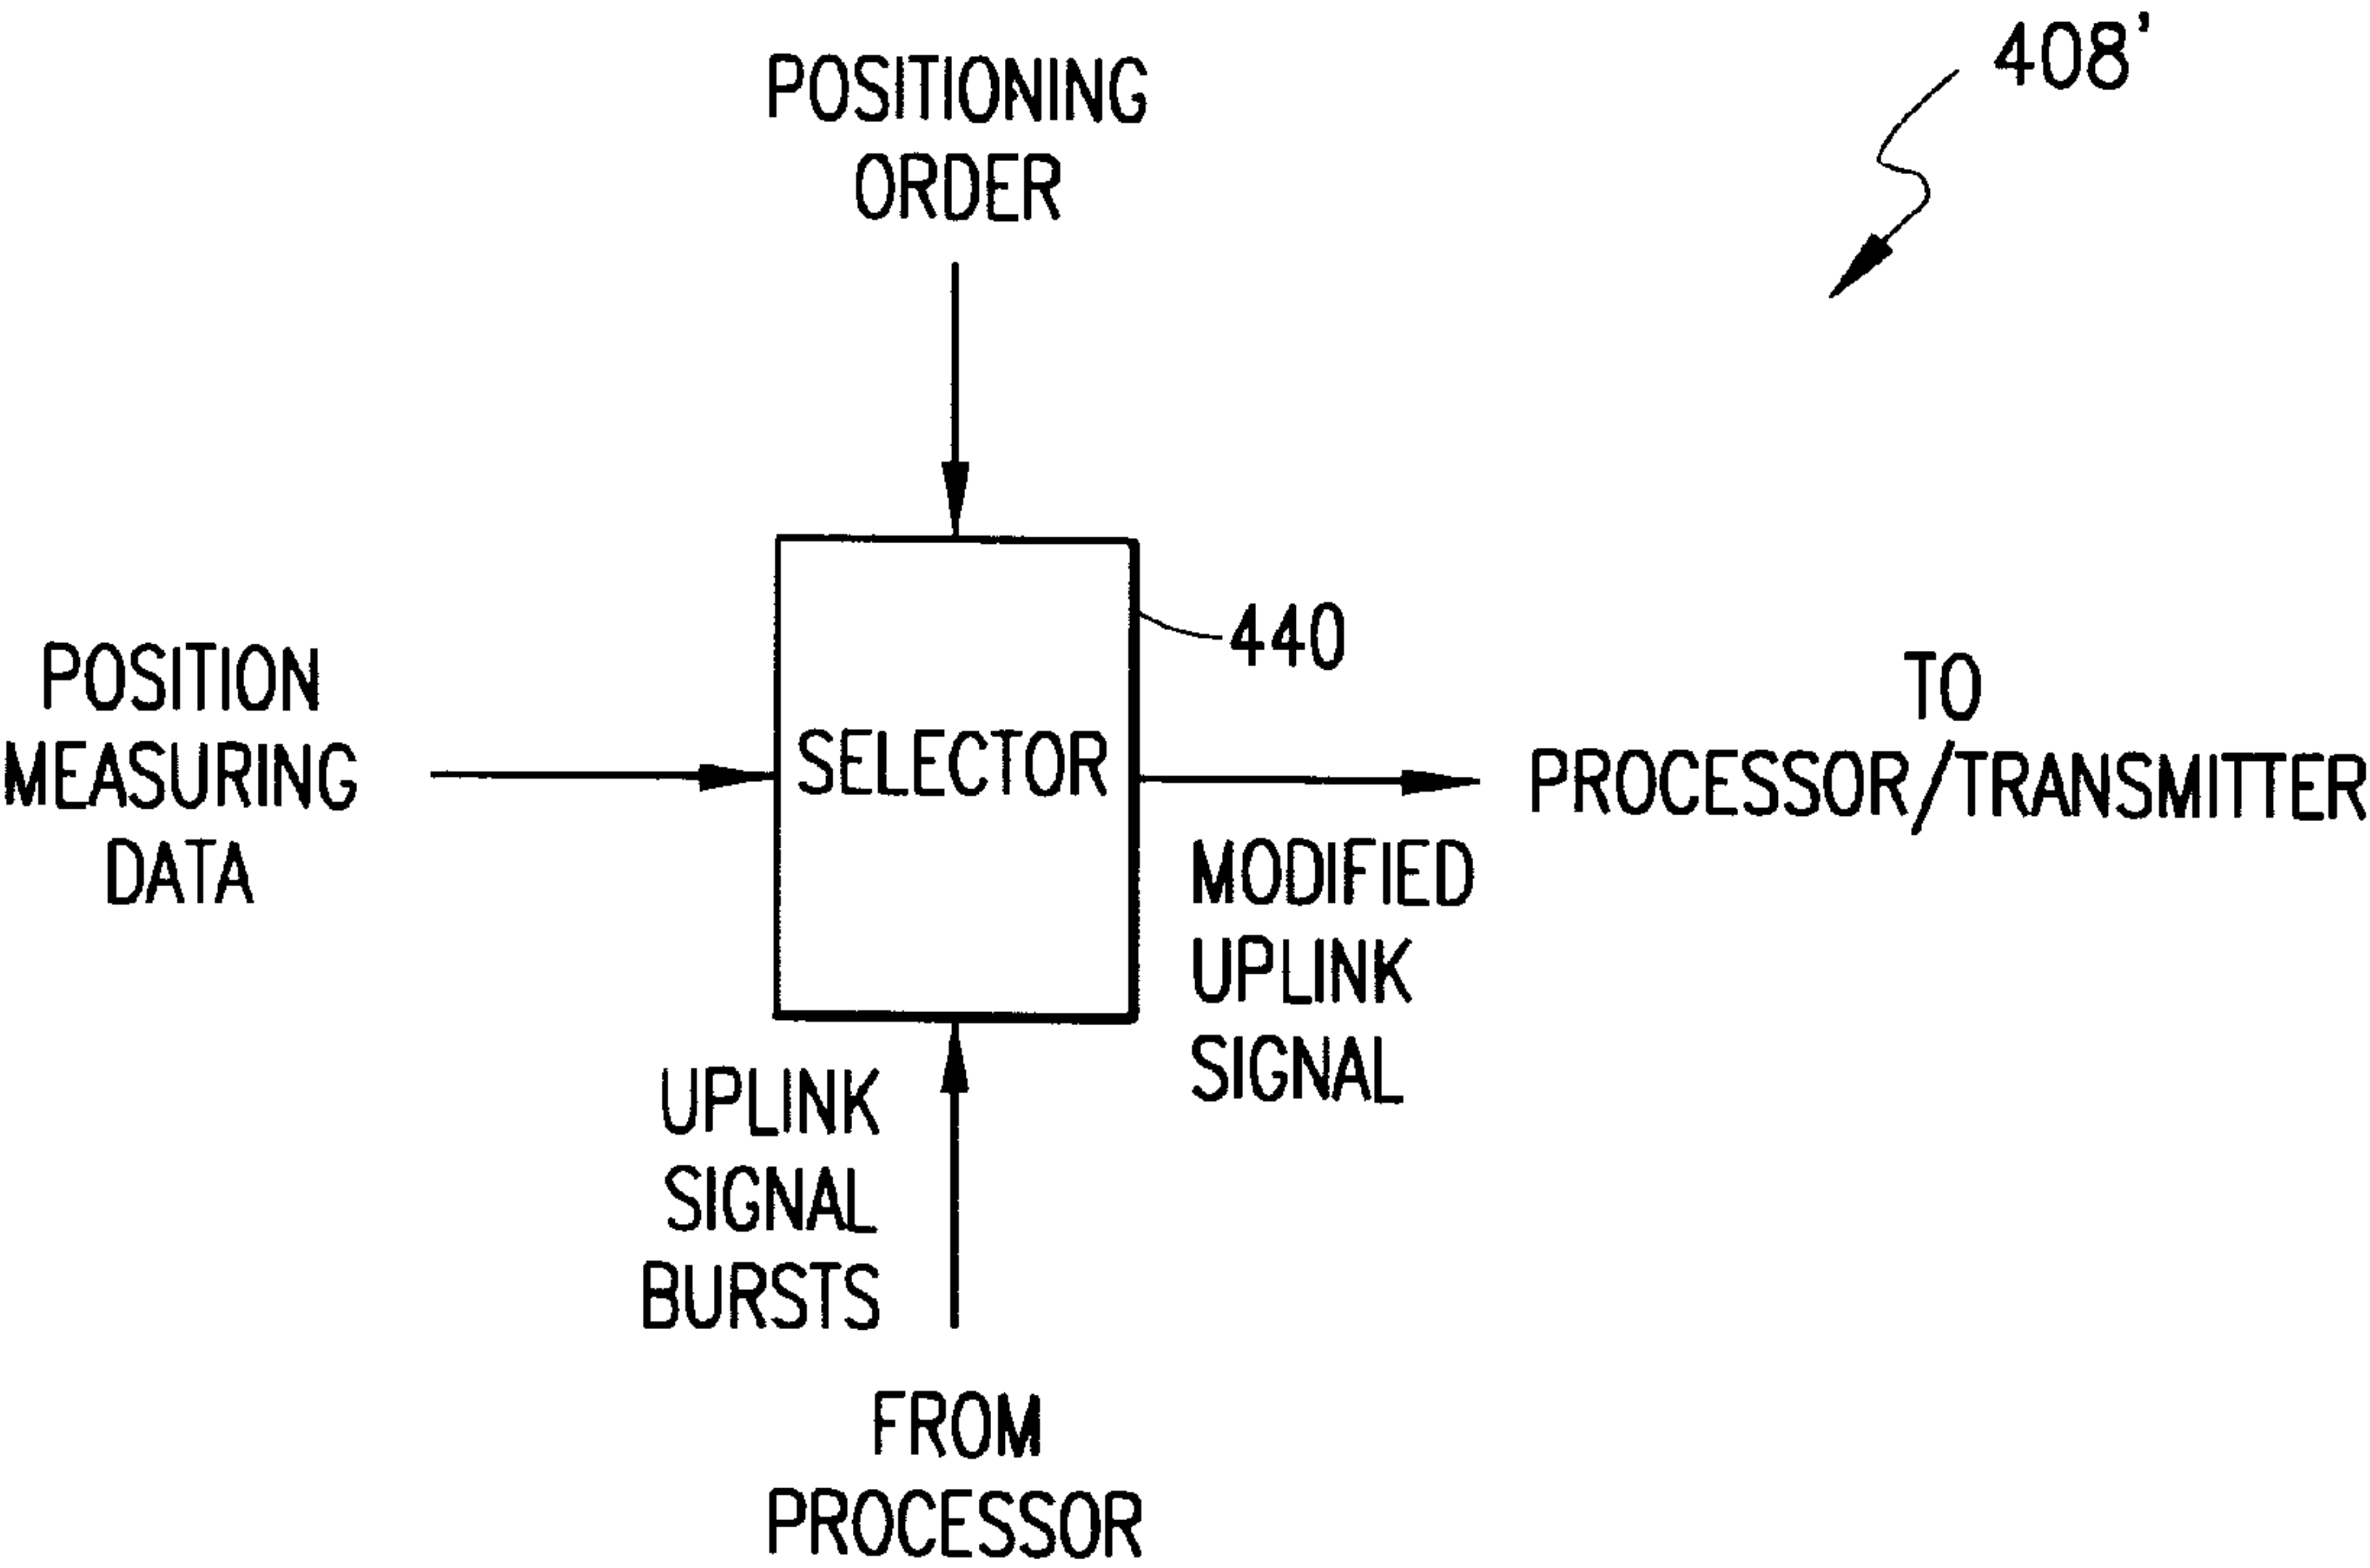 POSITIONING
ORDER
408'
440
POSITION
MEASURING
DATA
SELECTOR
TO
PROCESSOR/TRANSMITTER
MODIFIED
UPLINK
SIGNAL
UPLINK
SIGNAL
BURSTS
FROM
PROCESSOR